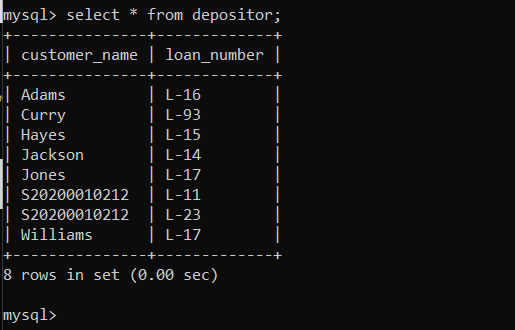 mysql> select * from depositor;
+---------------+-------------+
| customer_name | loan_number |
+---------------+-------------+
| Adams         | L-16        |
| Curry         | L-93        |
| Hayes         | L-15        |
| Jackson       | L-14        |
| Jones         | L-17        |
| S20200010212  | L-11        |
| S20200010212  | L-23        |
| Williams      | L-17        |
+---------------+-------------+
8 rows in set (0.00 sec)
mysql>